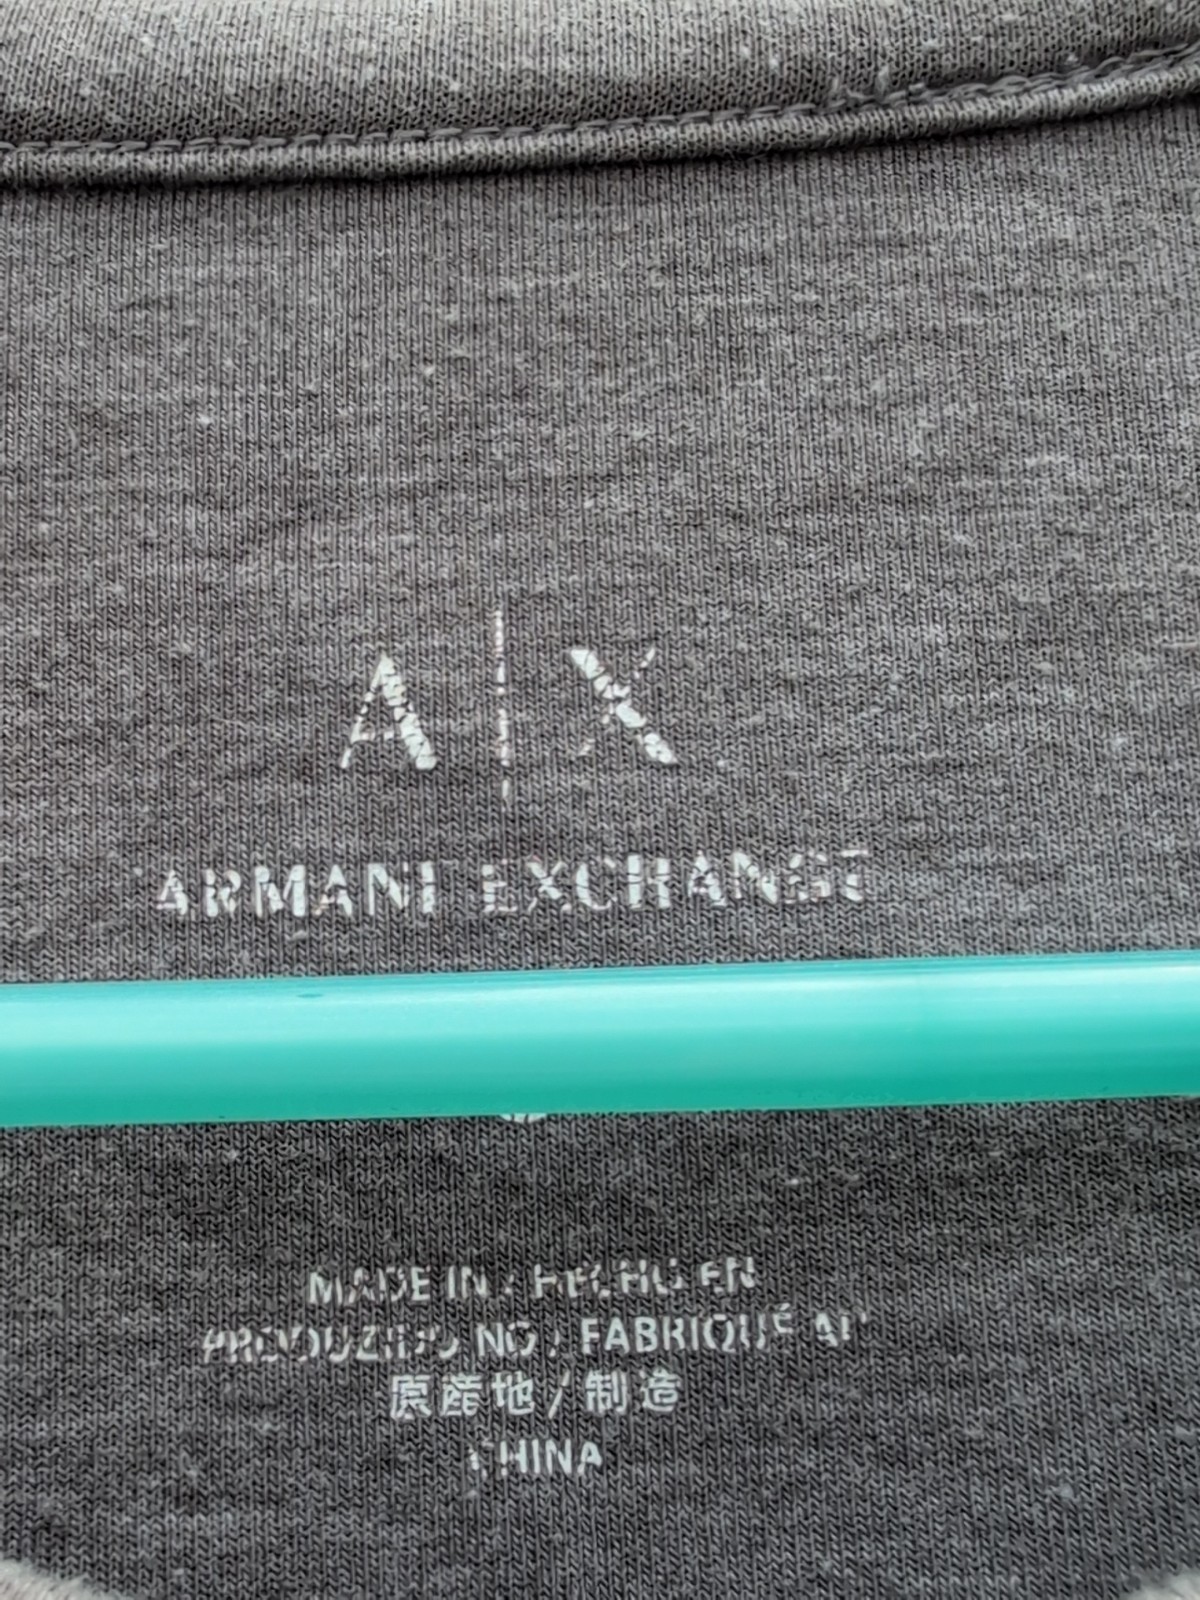 A|X
ARMANI EXCHANGE
MADE IN / HECHO EN
PRODUZIDO NO / FABRIQUÉ AU
原産地/制造
CHINA